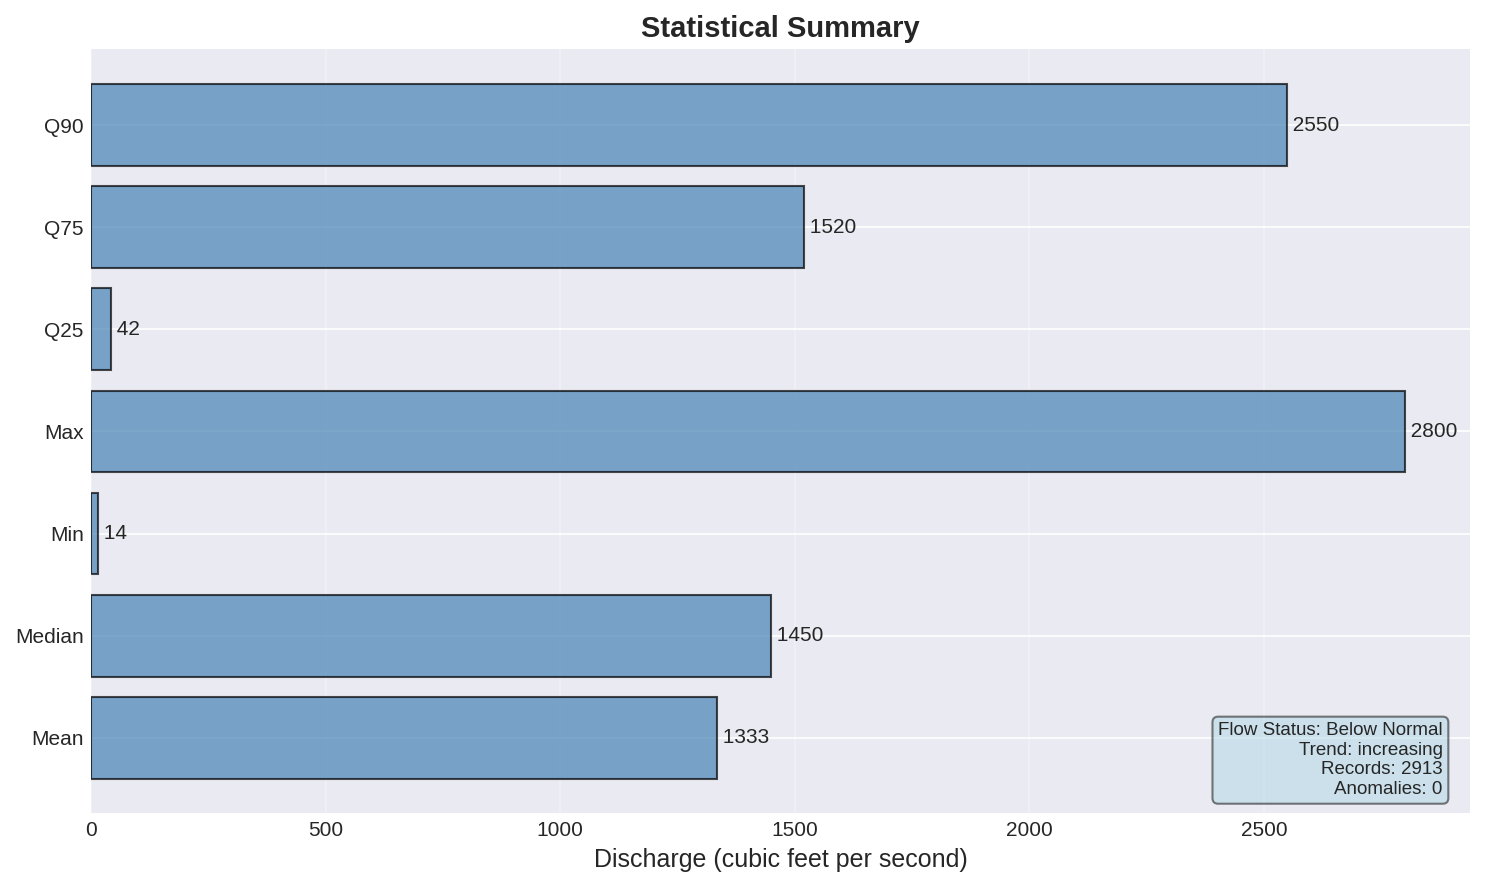 Statistical Summary
Q90
2550
Q75
1520
Q25
42
Max
2800
Min
14
Median
1450
Mean
1333
Flow Status: Below Normal
Trend: increasing
Records: 2913
Anomalies: 0
0 500 1000 1500 2000 2500
Discharge (cubic feet per second)